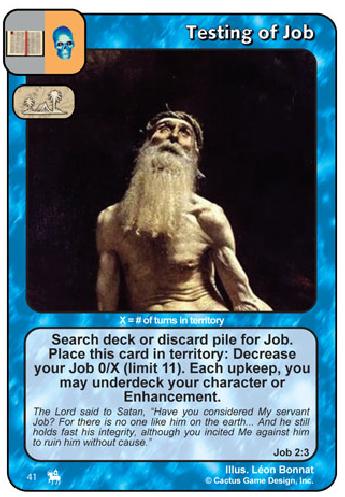 Testing of Job
X = # of turns in territory
Search deck or discard pile for Job.
Place this card in territory: Decrease
your Job 0/X (limit 11). Each upkeep, you
may underdeck your character or
Enhancement.
The Lord said to Satan, "Have you considered My servant
Job? For there is no one like him on the earth... And he still
holds fast his integrity, although you incited Me against him
to ruin him without cause."
Job 2:3
41
Illus. Léon Bonnat
© Cactus Game Design, Inc.